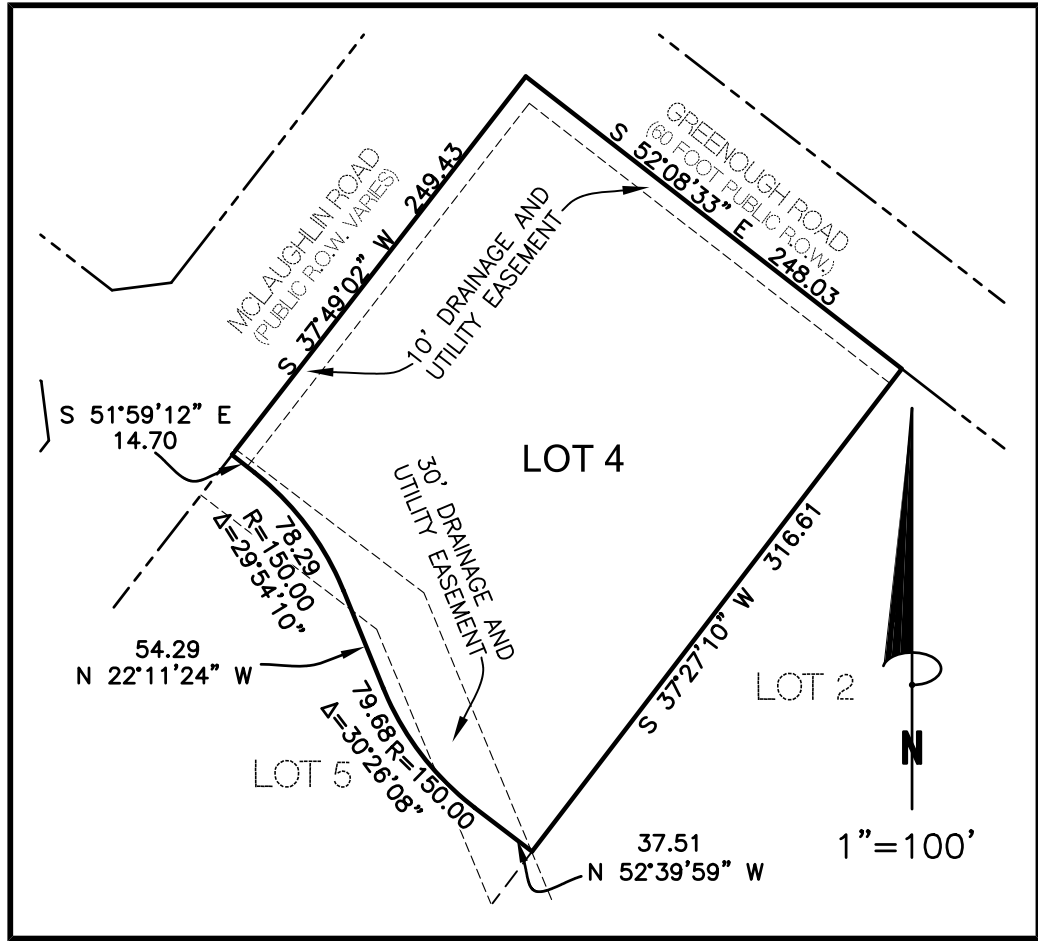 MCLAUGHLIN ROAD
(PUBLIC R.O.W. VARIES)
S 37°49'02" W 249.43
GREENOUGH ROAD
(60 FOOT PUBLIC R.O.W.)
S 52°08'33" E 248.03
10' DRAINAGE AND
UTILITY EASEMENT
S 51°59'12" E
14.70
LOT 4
30' DRAINAGE AND
UTILITY EASEMENT
78.29
R=150.00
Δ=29°54'10"
S 37°27'10" W 316.61
54.29
N 22°11'24" W
LOT 2
79.68 R=150.00
Δ=30°26'08"
LOT 5
N
37.51
N 52°39'59" W
1"=100'